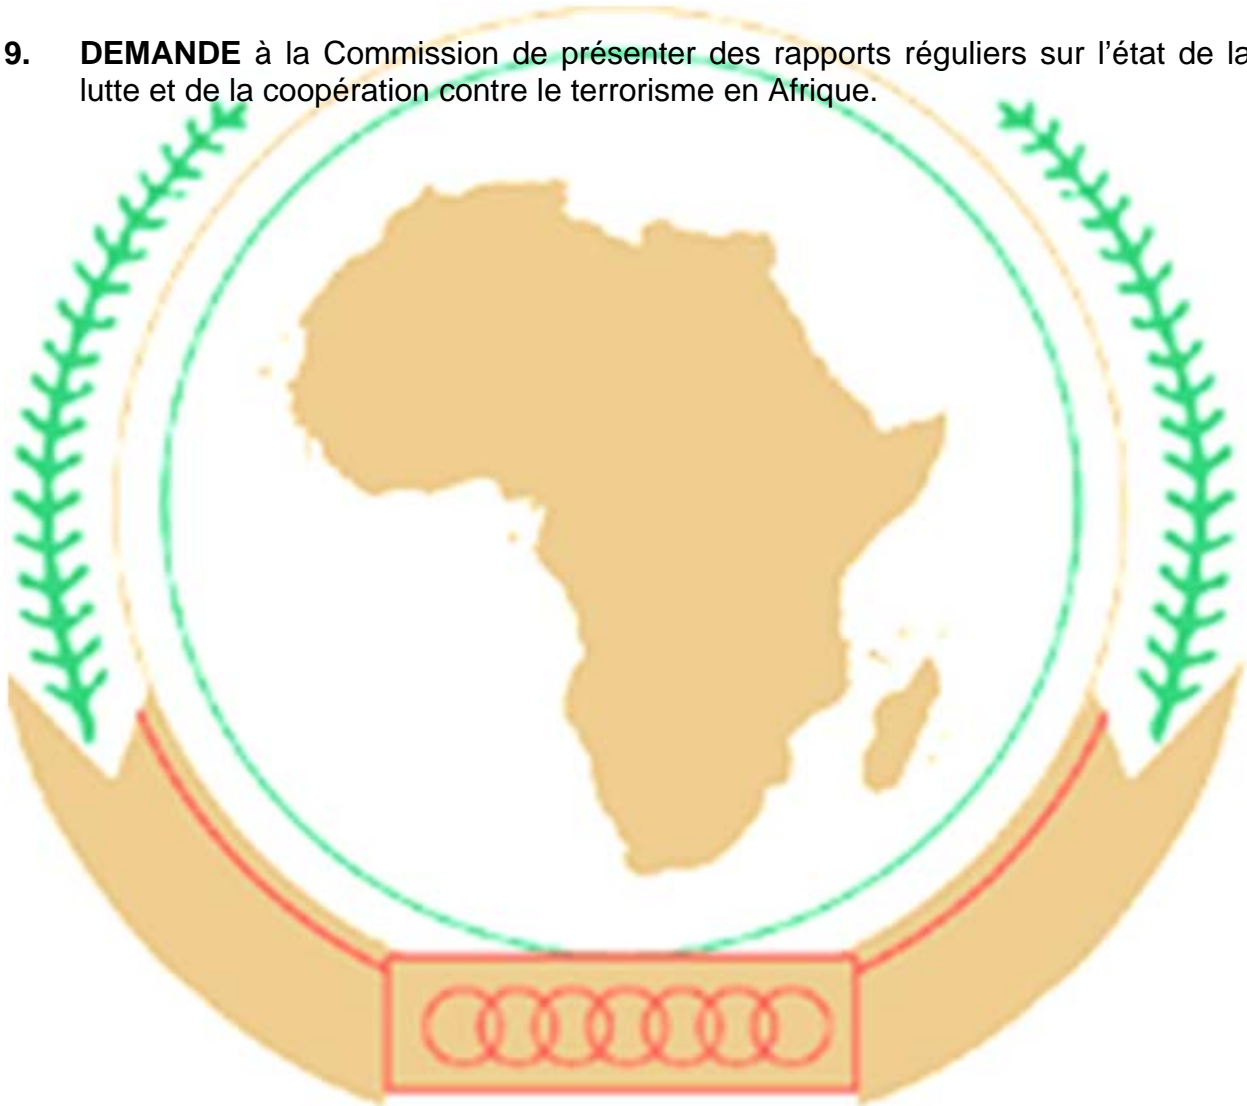 9. DEMANDE à la Commission de présenter des rapports réguliers sur l’état de la
lutte et de la coopération contre le terrorisme en Afrique.